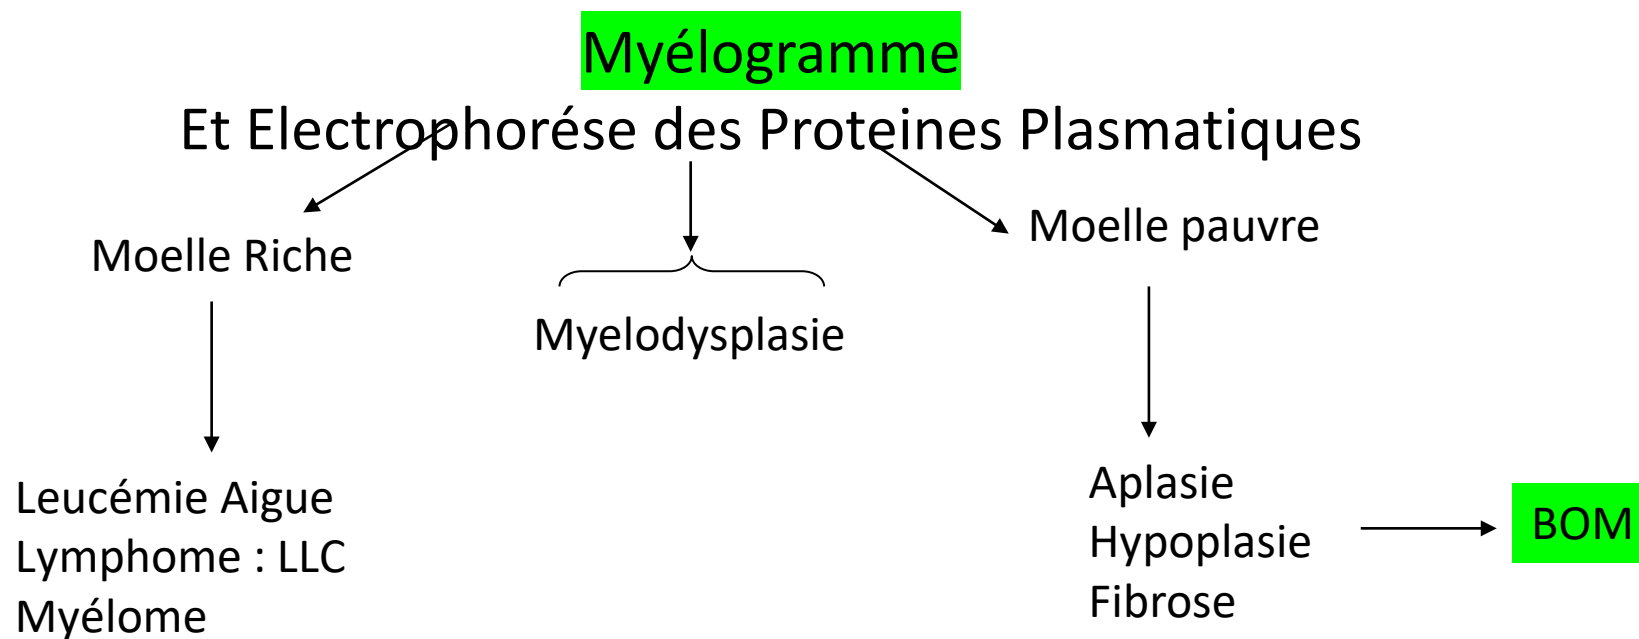 Myélogramme
Et Electrophorése des Proteines Plasmatiques
Moelle Riche
Myelodysplasie
Moelle pauvre
Leucémie Aigue
Lymphome : LLC
Myélome
Aplasie
Hypoplasie
Fibrose
BOM